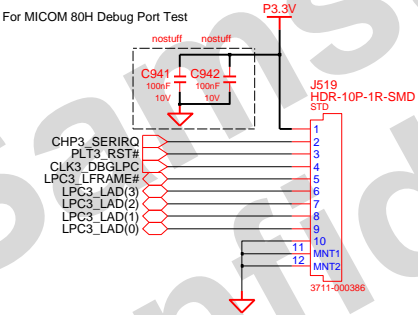 For MICOM 80H Debug Port Test
P3.3V
nostuff nostuff
C941 C942
100nF 100nF
10V 10V
J519
HDR-10P-1R-SMD
STD
1
CHP3_SERIRQ 2
PLT3_RST# 3
CLK3_DBGLPC 4
LPC3_LFRAME# 5
LPC3_LAD(3) 6
LPC3_LAD(2) 7
LPC3_LAD(1) 8
LPC3_LAD(0) 9
10
11 MNT1
12 MNT2
3711-000386